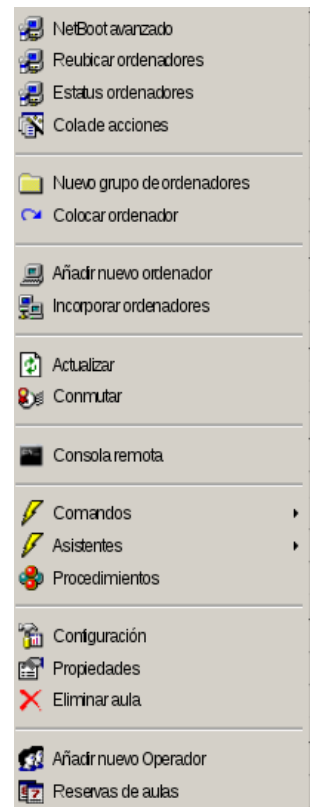 NetBoot avanzado
Reubicar ordenadores
Estatus ordenadores
Cola de acciones
Nuevo grupo de ordenadores
Colocar ordenador
Añadir nuevo ordenador
Incorporar ordenadores
Actualizar
Conmutar
Consola remota
Comandos
Asistentes
Procedimientos
Configuración
Propiedades
Eliminar aula
Añadir nuevo Operador
Reservas de aulas